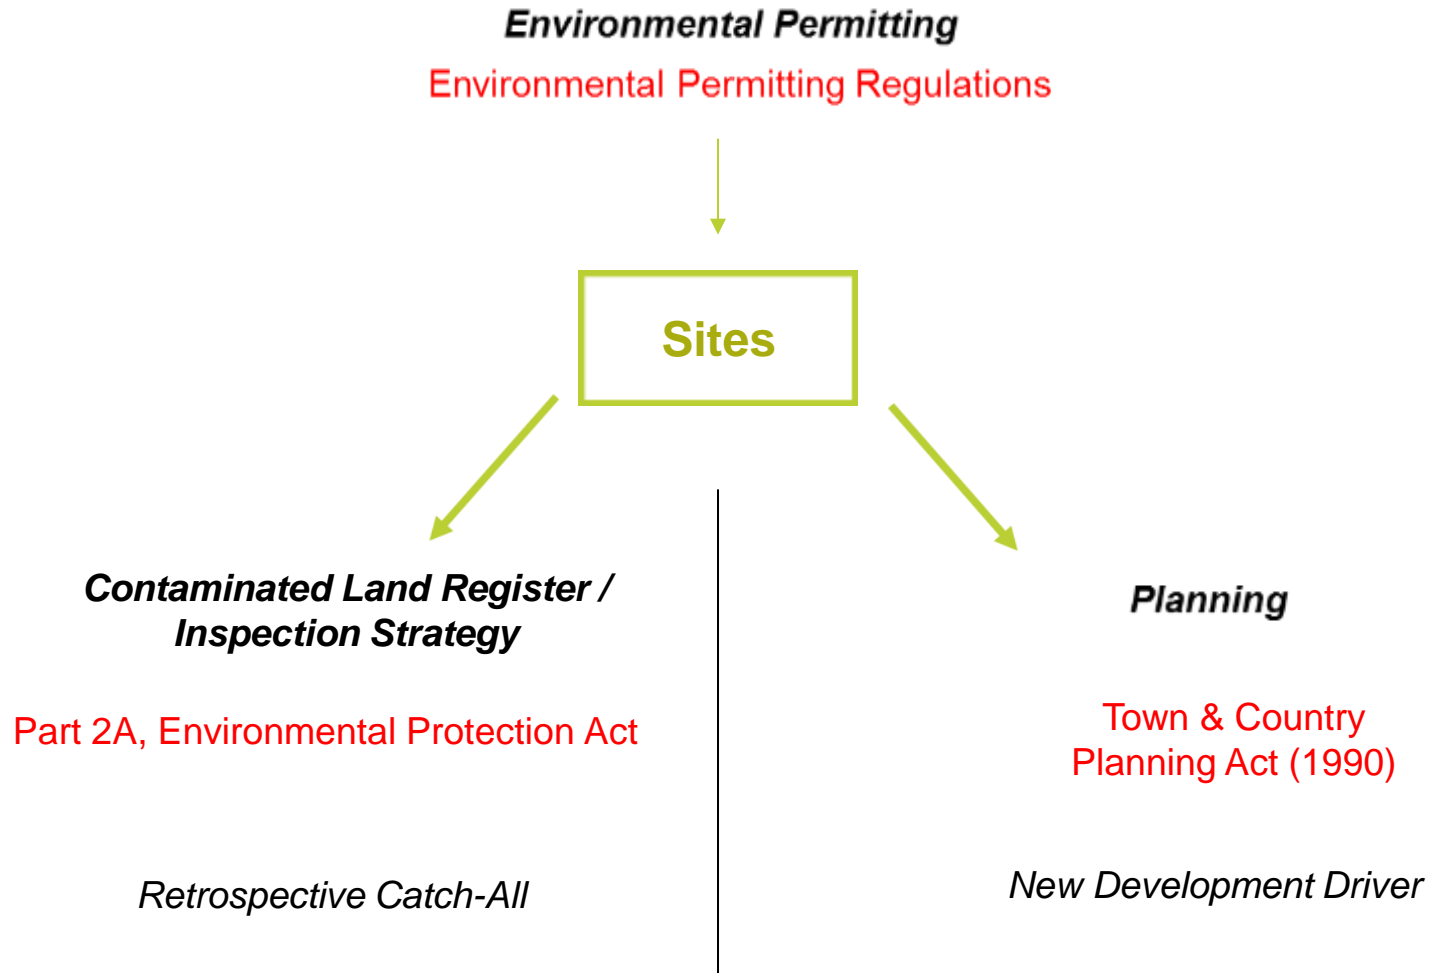 Environmental Permitting
Environmental Permitting Regulations
Sites
Contaminated Land Register /
Inspection Strategy
Part 2A, Environmental Protection Act
Retrospective Catch-All
Planning
Town & Country
Planning Act (1990)
New Development Driver